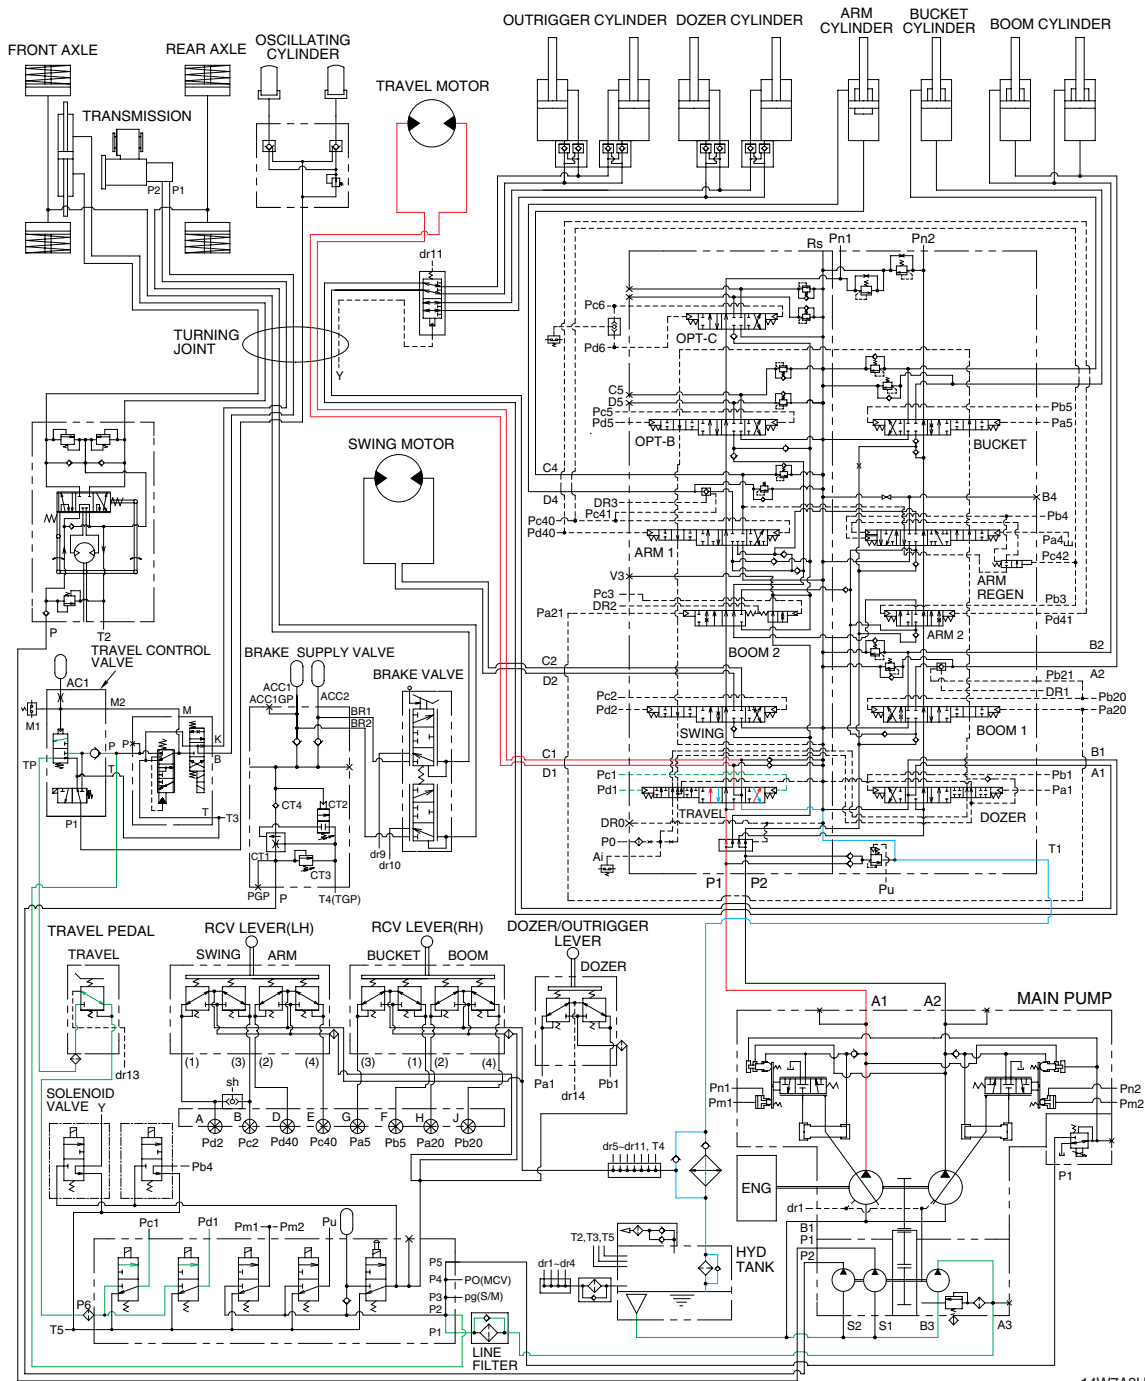 OUTRIGGER CYLINDER
DOZER CYLINDER
ARM
CYLINDER
BUCKET
CYLINDER
BOOM CYLINDER
FRONT AXLE
REAR AXLE
OSCILLATING
CYLINDER
TRAVEL MOTOR
TRANSMISSION
P2
P1
dr11
TURNING
JOINT
Y
Rs
Pn1
Pn2
Pc6
Pd6
OPT-C
C5
D5
Pc5
Pd5
OPT-B
Pb5
Pa5
BUCKET
SWING MOTOR
C4
D4
DR3
Pc41
Pc40
Pd40
ARM 1
B4
Pb4
Pa4
Pc42
ARM
REGEN
V3
Pc3
DR2
Pa21
BOOM 2
Pb3
Pd41
ARM 2
C2
D2
Pc2
Pd2
SWING
B2
A2
Pb21
DR1
Pb20
Pa20
BOOM 1
C1
D1
Pc1
Pd1
TRAVEL
B1
A1
Pb1
Pa1
DOZER
DR0
P0
Ai
P1
P2
Pu
T1
P
T2
TRAVEL CONTROL
VALVE
AC1
M2
M1
M
K
B
P
P
TP
T
T
T3
P1
BRAKE SUPPLY VALVE
ACC1
ACC1GP
ACC2
BR1
BR2
CT4
CT2
CT1
CT3
PGP
P
T4(TGP)
BRAKE VALVE
dr9
dr10
TRAVEL PEDAL
TRAVEL
dr13
RCV LEVER(LH)
SWING
ARM
(1)
(3)
(2)
(4)
RCV LEVER(RH)
BUCKET
BOOM
(3)
(1)
(2)
(4)
DOZER/OUTRIGGER
LEVER
DOZER
Pa1
Pb1
dr14
sh
A
B
D
E
G
F
H
J
Pd2
Pc2
Pd40
Pc40
Pa5
Pb5
Pa20
Pb20
SOLENOID
VALVE
Y
Pb4
Pc1
Pd1
Pm1
Pm2
Pu
P6
T5
P5
P4
PO(MCV)
P3
pg(S/M)
P2
P1
LINE
FILTER
dr5~dr11, T4
T2,T3,T5
dr1~dr4
HYD
TANK
MAIN PUMP
A1
A2
Pn1
Pm1
Pn2
Pm2
P1
ENG
dr1
B1
P1
P2
S2
S1
B3
A3